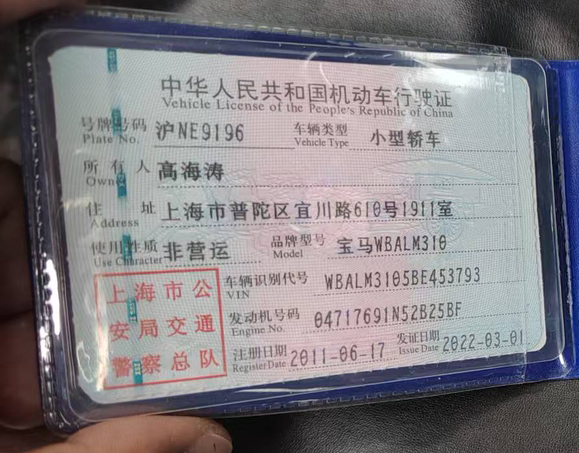 中华人民共和国机动车行驶证
Vehicle License of the People's Republic of China
号牌号码 沪NE9196 车辆类型 小型轿车
Plate No. Vehicle Type
所有人 高海涛
Owner
住址 上海市普陀区宜川路610号1911室
Address
使用性质 非营运 品牌型号 宝马WBALM310
Use Character Model
上海市公
安局交通
警察总队
车辆识别代号 WBALM3105BE453793
VIN
发动机号码 04717691N52B25BF
Engine No.
注册日期 2011-06-17 发证日期 2022-03-01
Register Date Issue Date